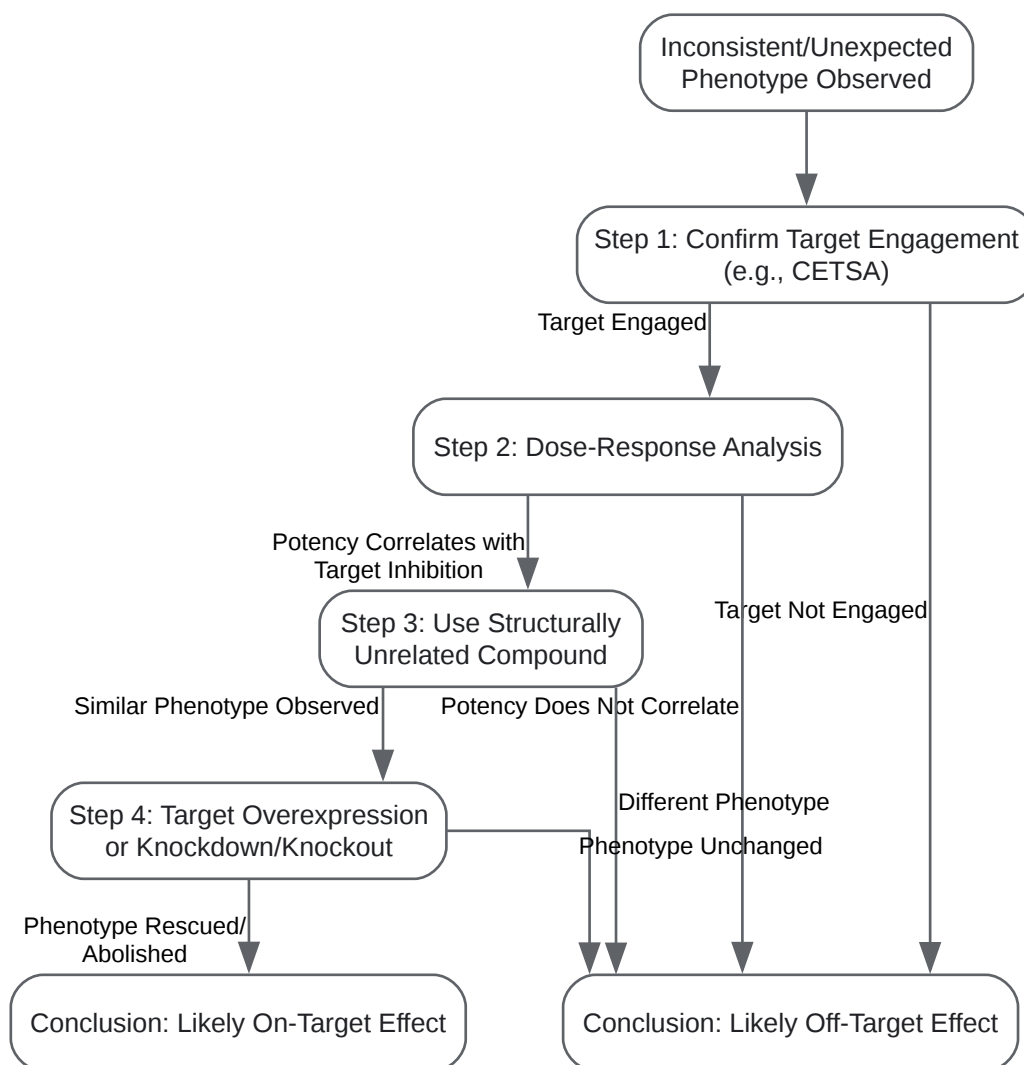 Inconsistent/Unexpected
Phenotype Observed
Step 1: Confirm Target Engagement
(e.g., CETSA)
Target Engaged
Step 2: Dose-Response Analysis
Potency Correlates with
Target Inhibition
Target Not Engaged
Step 3: Use Structurally
Unrelated Compound
Similar Phenotype Observed
Potency Does Not Correlate
Different Phenotype
Step 4: Target Overexpression
or Knockdown/Knockout
Phenotype Unchanged
Phenotype Rescued/
Abolished
Conclusion: Likely On-Target Effect
Conclusion: Likely Off-Target Effect